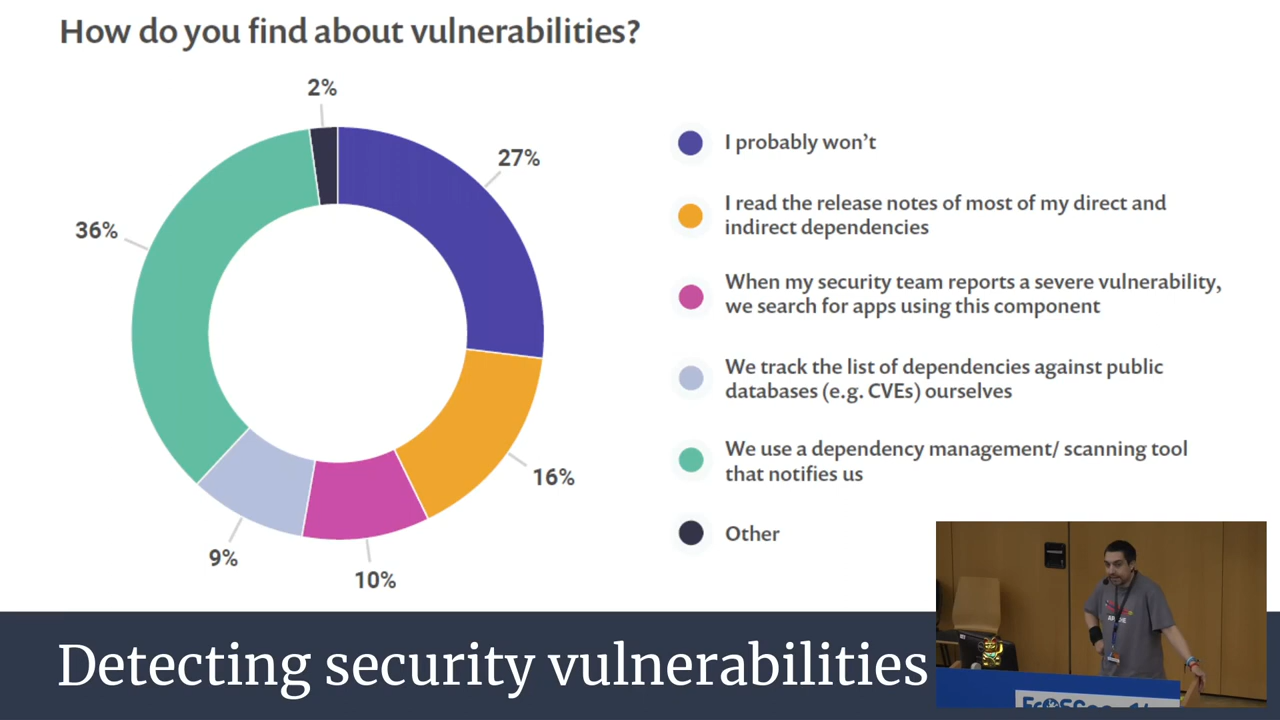 How do you find about vulnerabilities?
2%
27%
36%
16%
9%
10%
I probably won't
I read the release notes of most of my direct and
indirect dependencies
When my security team reports a severe vulnerability,
we search for apps using this component
We track the list of dependencies against public
databases (e.g. CVEs) ourselves
We use a dependency management/ scanning tool
that notifies us
Other
Detecting security vulnerabilities